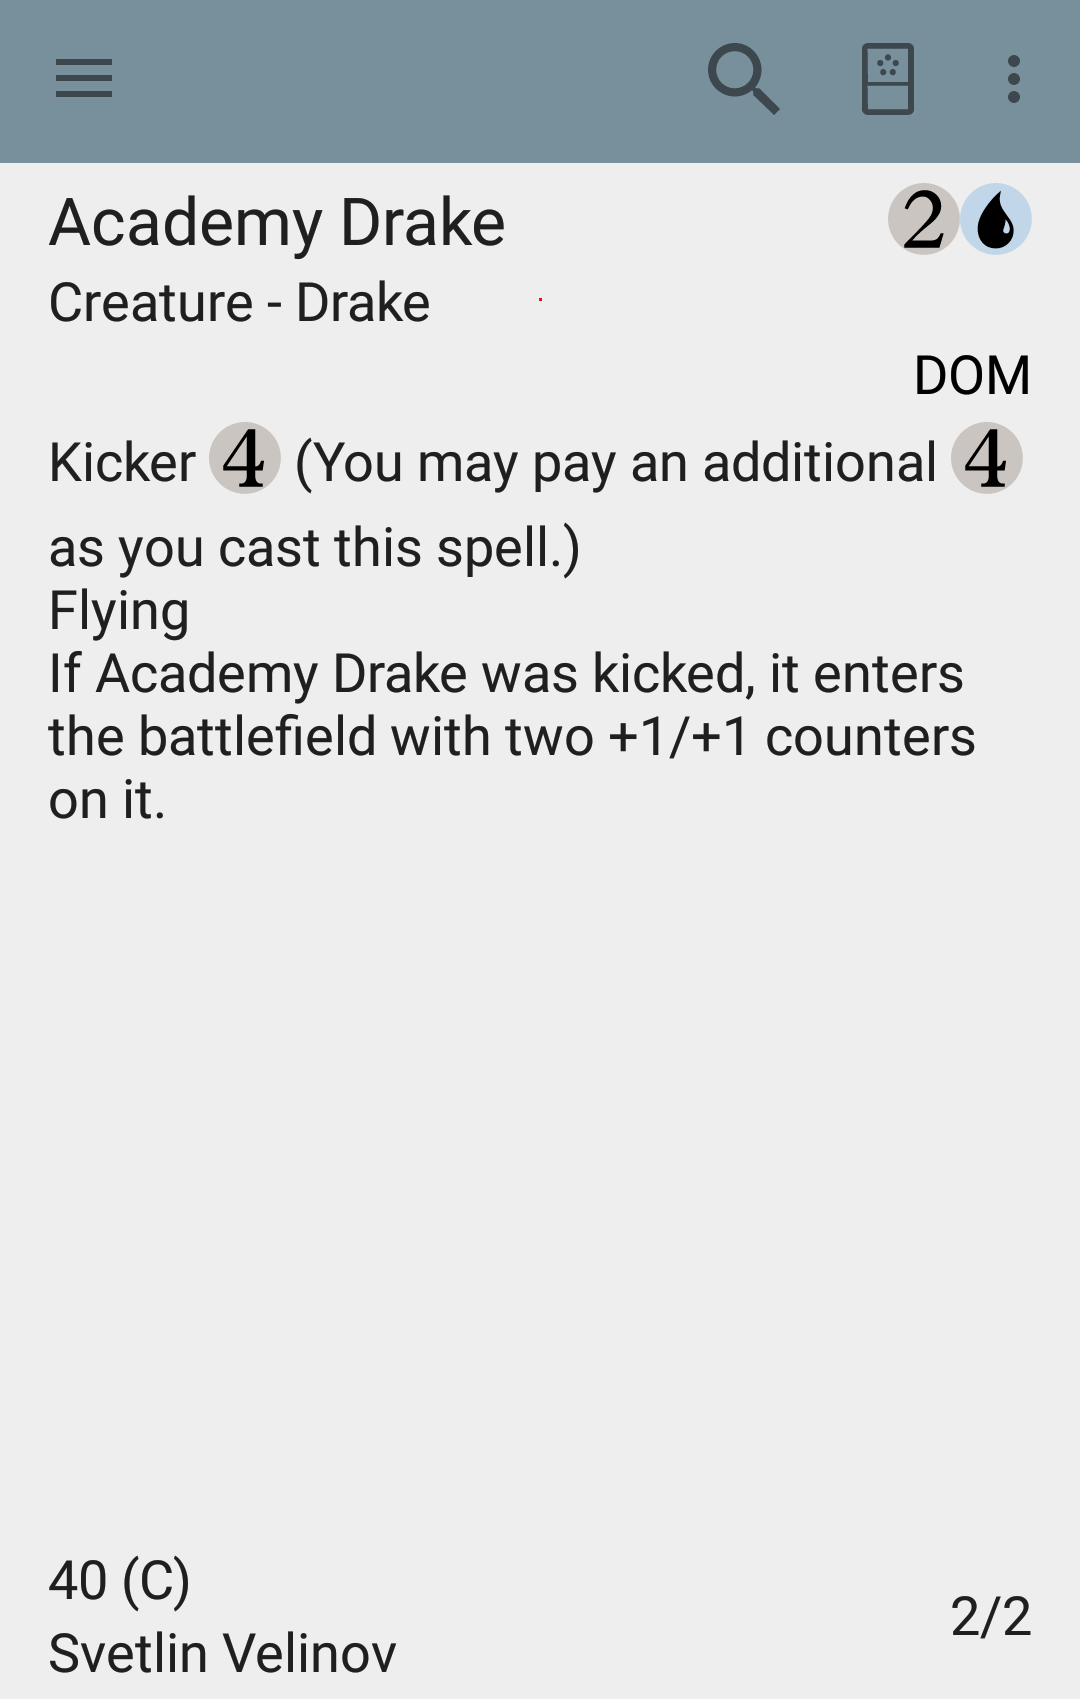 Academy Drake 2
Creature - Drake
DOM
Kicker 4 (You may pay an additional 4
as you cast this spell.)
Flying
If Academy Drake was kicked, it enters
the battlefield with two +1/+1 counters
on it.
40 (C)
2/2
Svetlin Velinov